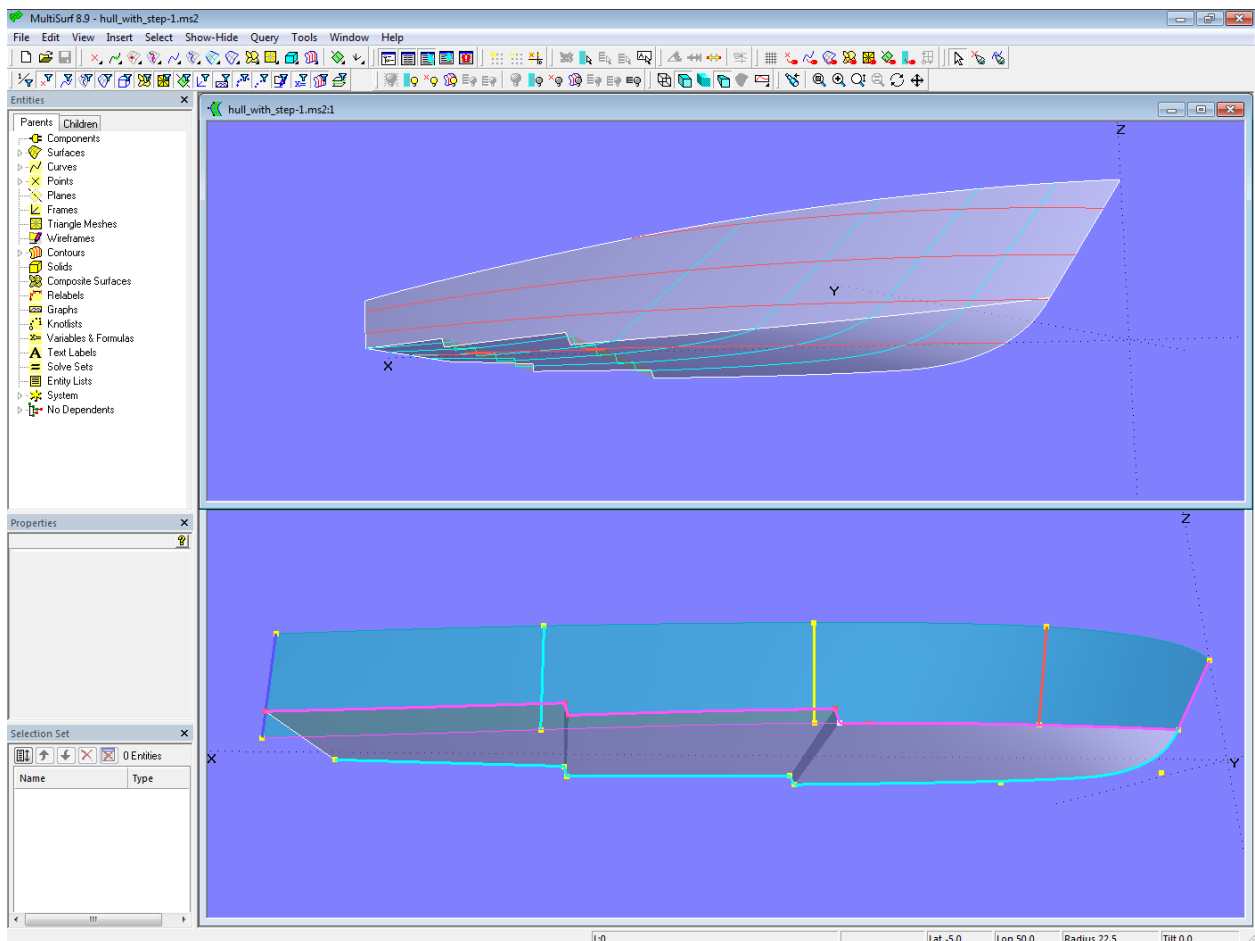 MultiSurf 8.9 - hull_with_step-1.ms2
File Edit View Insert Select Show-Hide Query Tools Window Help
Entities
Parents Children
Components
Surfaces
Curves
Points
Planes
Frames
Triangle Meshes
Wireframes
Contours
Solids
Composite Surfaces
Relabels
Graphs
Knotlists
Variables & Formulas
Text Labels
Solve Sets
Entity Lists
System
No Dependents
Properties
Selection Set
0 Entities
Name Type
hull_with_step-1.ms2:1
Z
Y
X
Z
X
Y
L:0 Lat -5.0 Lon 50.0 Radius 22.5 Tilt 0.0